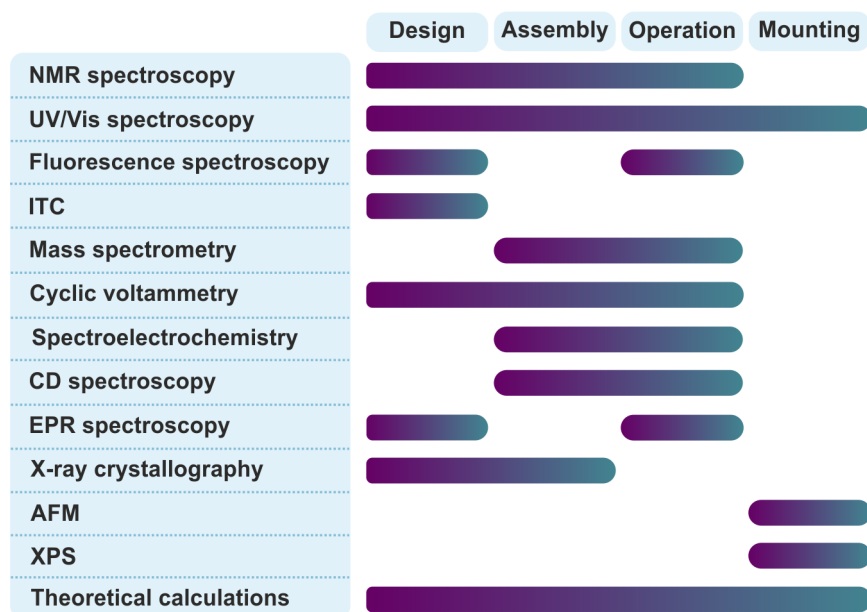 Design Assembly Operation Mounting
NMR spectroscopy
UV/Vis spectroscopy
Fluorescence spectroscopy
ITC
Mass spectrometry
Cyclic voltammetry
Spectroelectrochemistry
CD spectroscopy
EPR spectroscopy
X-ray crystallography
AFM
XPS
Theoretical calculations